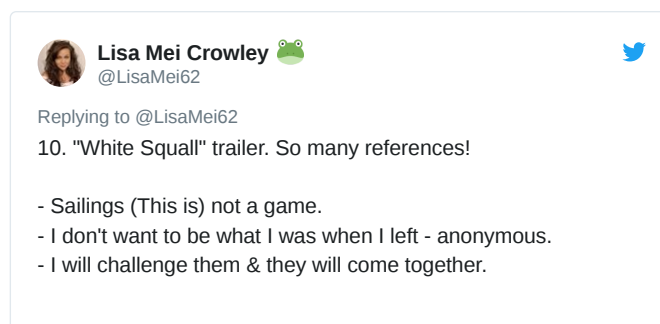 Lisa Mei Crowley 🐸
@LisaMei62
Replying to @LisaMei62
10. "White Squall" trailer. So many references!
- Sailings (This is) not a game.
- I don't want to be what I was when I left - anonymous.
- I will challenge them & they will come together.